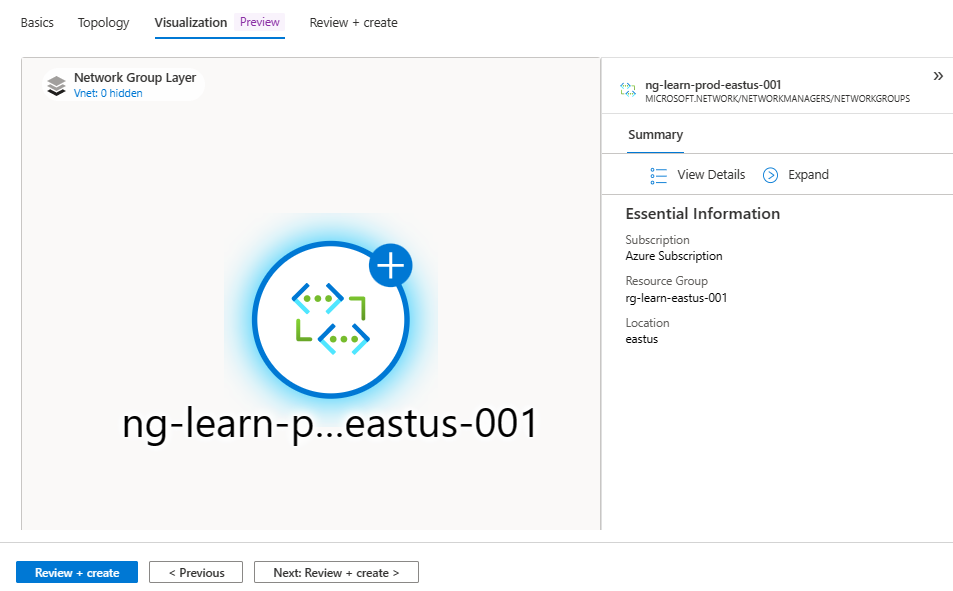 Basics Topology Visualization Preview Review + create
Network Group Layer
Vnet: 0 hidden
ng-learn-p...eastus-001
»
ng-learn-prod-eastus-001
MICROSOFT.NETWORK/NETWORKMANAGERS/NETWORKGROUPS
Summary
View Details Expand
Essential Information
Subscription
Azure Subscription
Resource Group
rg-learn-eastus-001
Location
eastus
Review + create < Previous Next: Review + create >